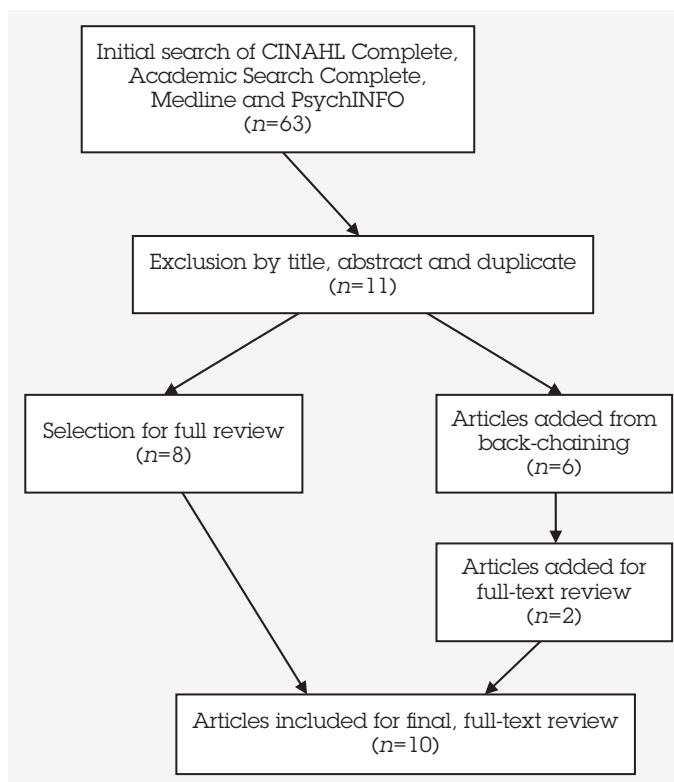 Initial search of CINAHL Complete,
Academic Search Complete,
Medline and PsychINFO
(n=63)
Exclusion by title, abstract and duplicate
(n=11)
Selection for full review
(n=8)
Articles added from
back-chaining
(n=6)
Articles added for
full-text review
(n=2)
Articles included for final, full-text review
(n=10)